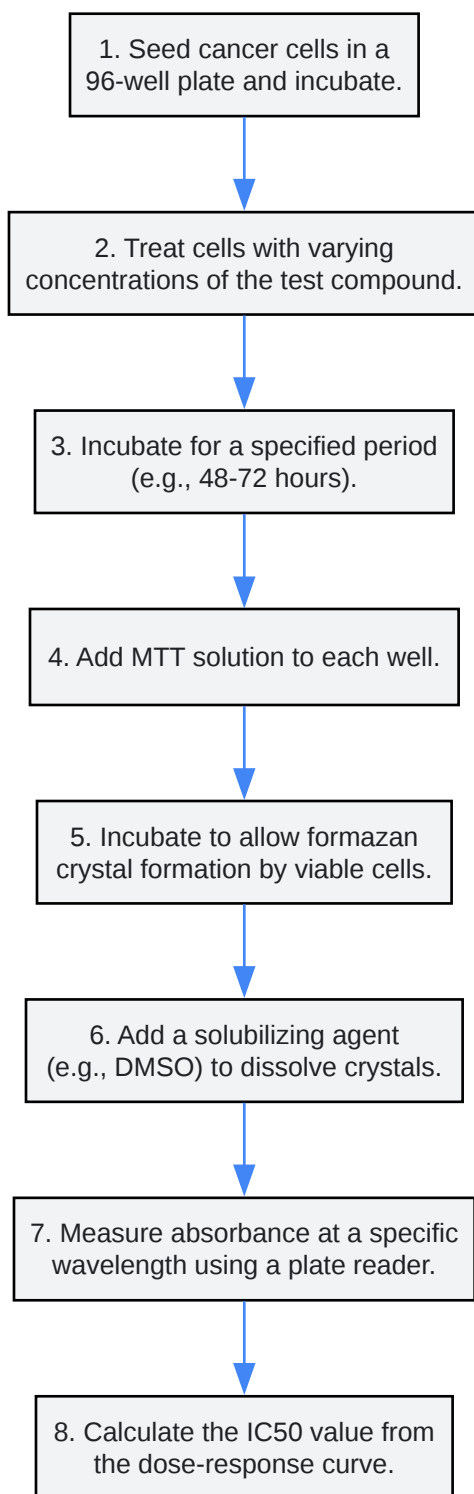 1. Seed cancer cells in a
96-well plate and incubate.
2. Treat cells with varying
concentrations of the test compound.
3. Incubate for a specified period
(e.g., 48-72 hours).
4. Add MTT solution to each well.
5. Incubate to allow formazan
crystal formation by viable cells.
6. Add a solubilizing agent
(e.g., DMSO) to dissolve crystals.
7. Measure absorbance at a specific
wavelength using a plate reader.
8. Calculate the IC50 value from
the dose-response curve.